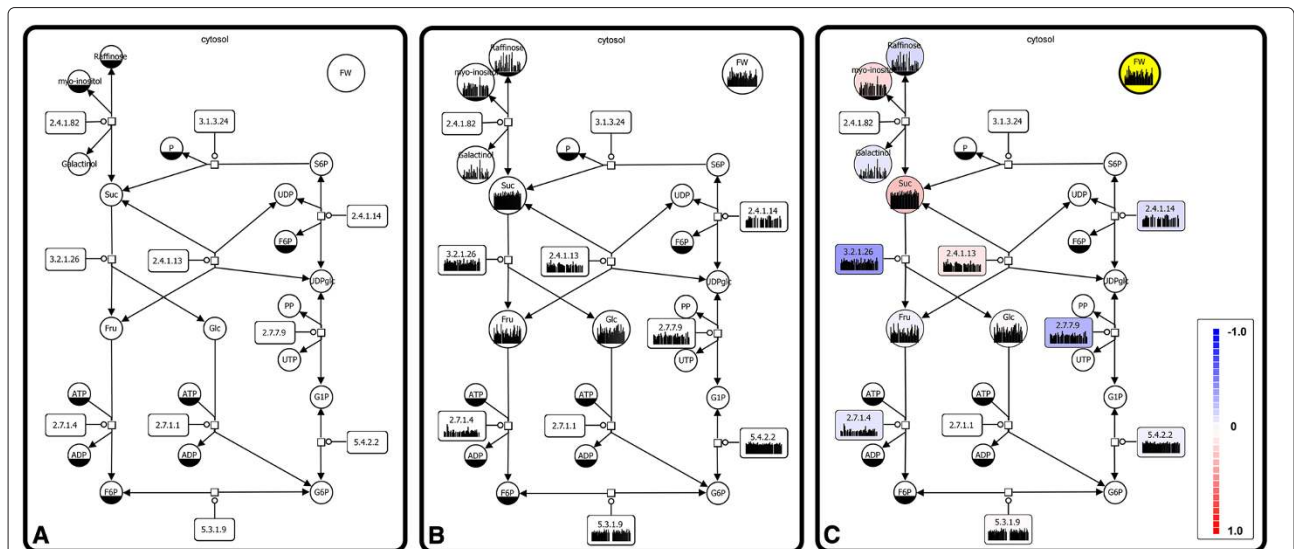 cytosol
Raffinose
FW
myo-inositol
2.4.1.82
3.1.3.24
P
Galactinol
S6P
Suc
UDP
2.4.1.14
F6P
3.2.1.26
2.4.1.13
JDPglc
PP
Fru
Glc
2.7.7.9
UTP
ATP
ATP
G1P
2.7.1.4
2.7.1.1
5.4.2.2
ADP
ADP
F6P
G6P
5.3.1.9
A
cytosol
Raffinose
FW
myo-inositol
2.4.1.82
3.1.3.24
P
Galactinol
S6P
Suc
UDP
2.4.1.14
F6P
3.2.1.26
2.4.1.13
JDPglc
PP
Fru
Glc
2.7.7.9
UTP
ATP
ATP
G1P
2.7.1.4
2.7.1.1
5.4.2.2
ADP
ADP
F6P
G6P
5.3.1.9
B
cytosol
Raffinose
FW
myo-inositol
2.4.1.82
3.1.3.24
P
Galactinol
S6P
Suc
UDP
2.4.1.14
F6P
3.2.1.26
2.4.1.13
JDPglc
PP
Fru
Glc
2.7.7.9
UTP
ATP
ATP
G1P
2.7.1.4
2.7.1.1
5.4.2.2
ADP
ADP
F6P
G6P
5.3.1.9
C
-1.0
0
1.0